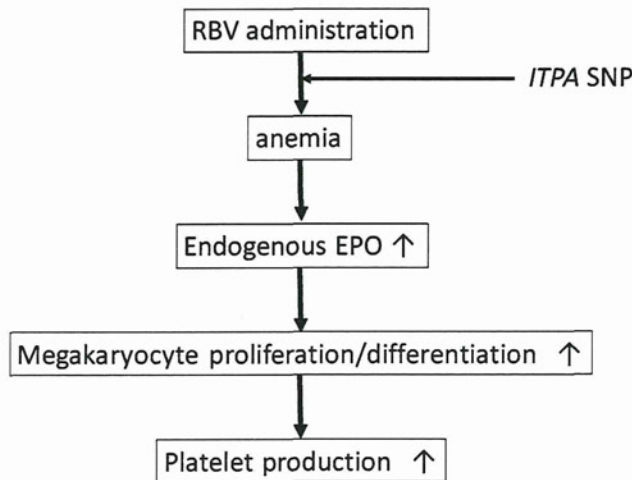 RBV administration
ITPA SNP
anemia
Endogenous EPO ↑
Megakaryocyte proliferation/differentiation ↑
Platelet production ↑